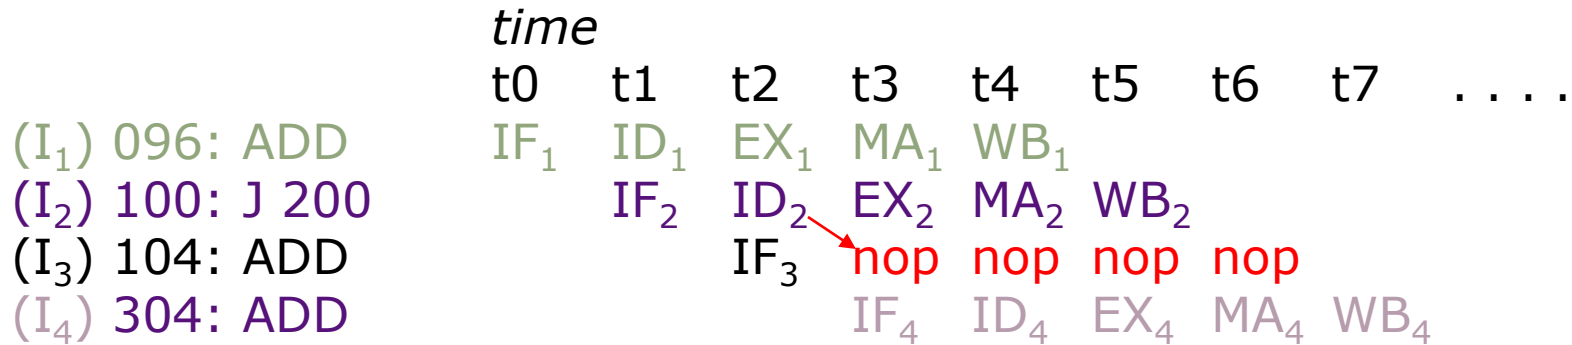 time
t0 t1 t2 t3 t4 t5 t6 t7 . . . .
(I₁) 096: ADD IF₁ ID₁ EX₁ MA₁ WB₁
(I₂) 100: J 200 IF₂ ID₂ EX₂ MA₂ WB₂
(I₃) 104: ADD IF₃ nop nop nop nop
(I₄) 304: ADD IF₄ ID₄ EX₄ MA₄ WB₄